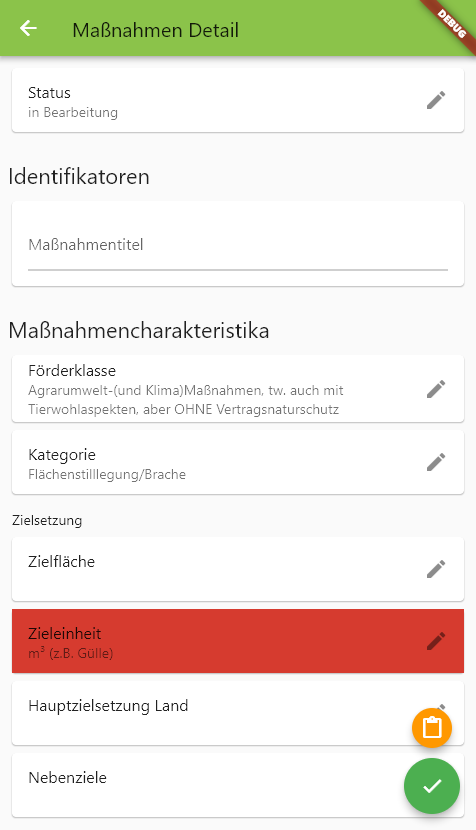 Maßnahmen Detail
DEBUG
Status
in Bearbeitung
Identifikatoren
Maßnahmentitel
Maßnahmencharakteristika
Förderklasse
Agrarumwelt-(und Klima)Maßnahmen, tw. auch mit
Tierwohlaspekten, aber OHNE Vertragsnaturschutz
Kategorie
Flächenstilllegung/Brache
Zielsetzung
Zielfläche
Zieleinheit
m³ (z.B. Gülle)
Hauptzielsetzung Land
Nebenziele